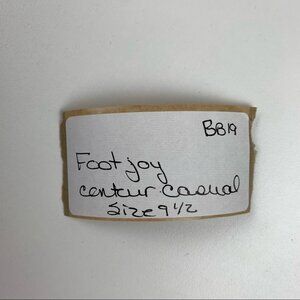 BB19
Footjoy
centur casual
size 9 1/2